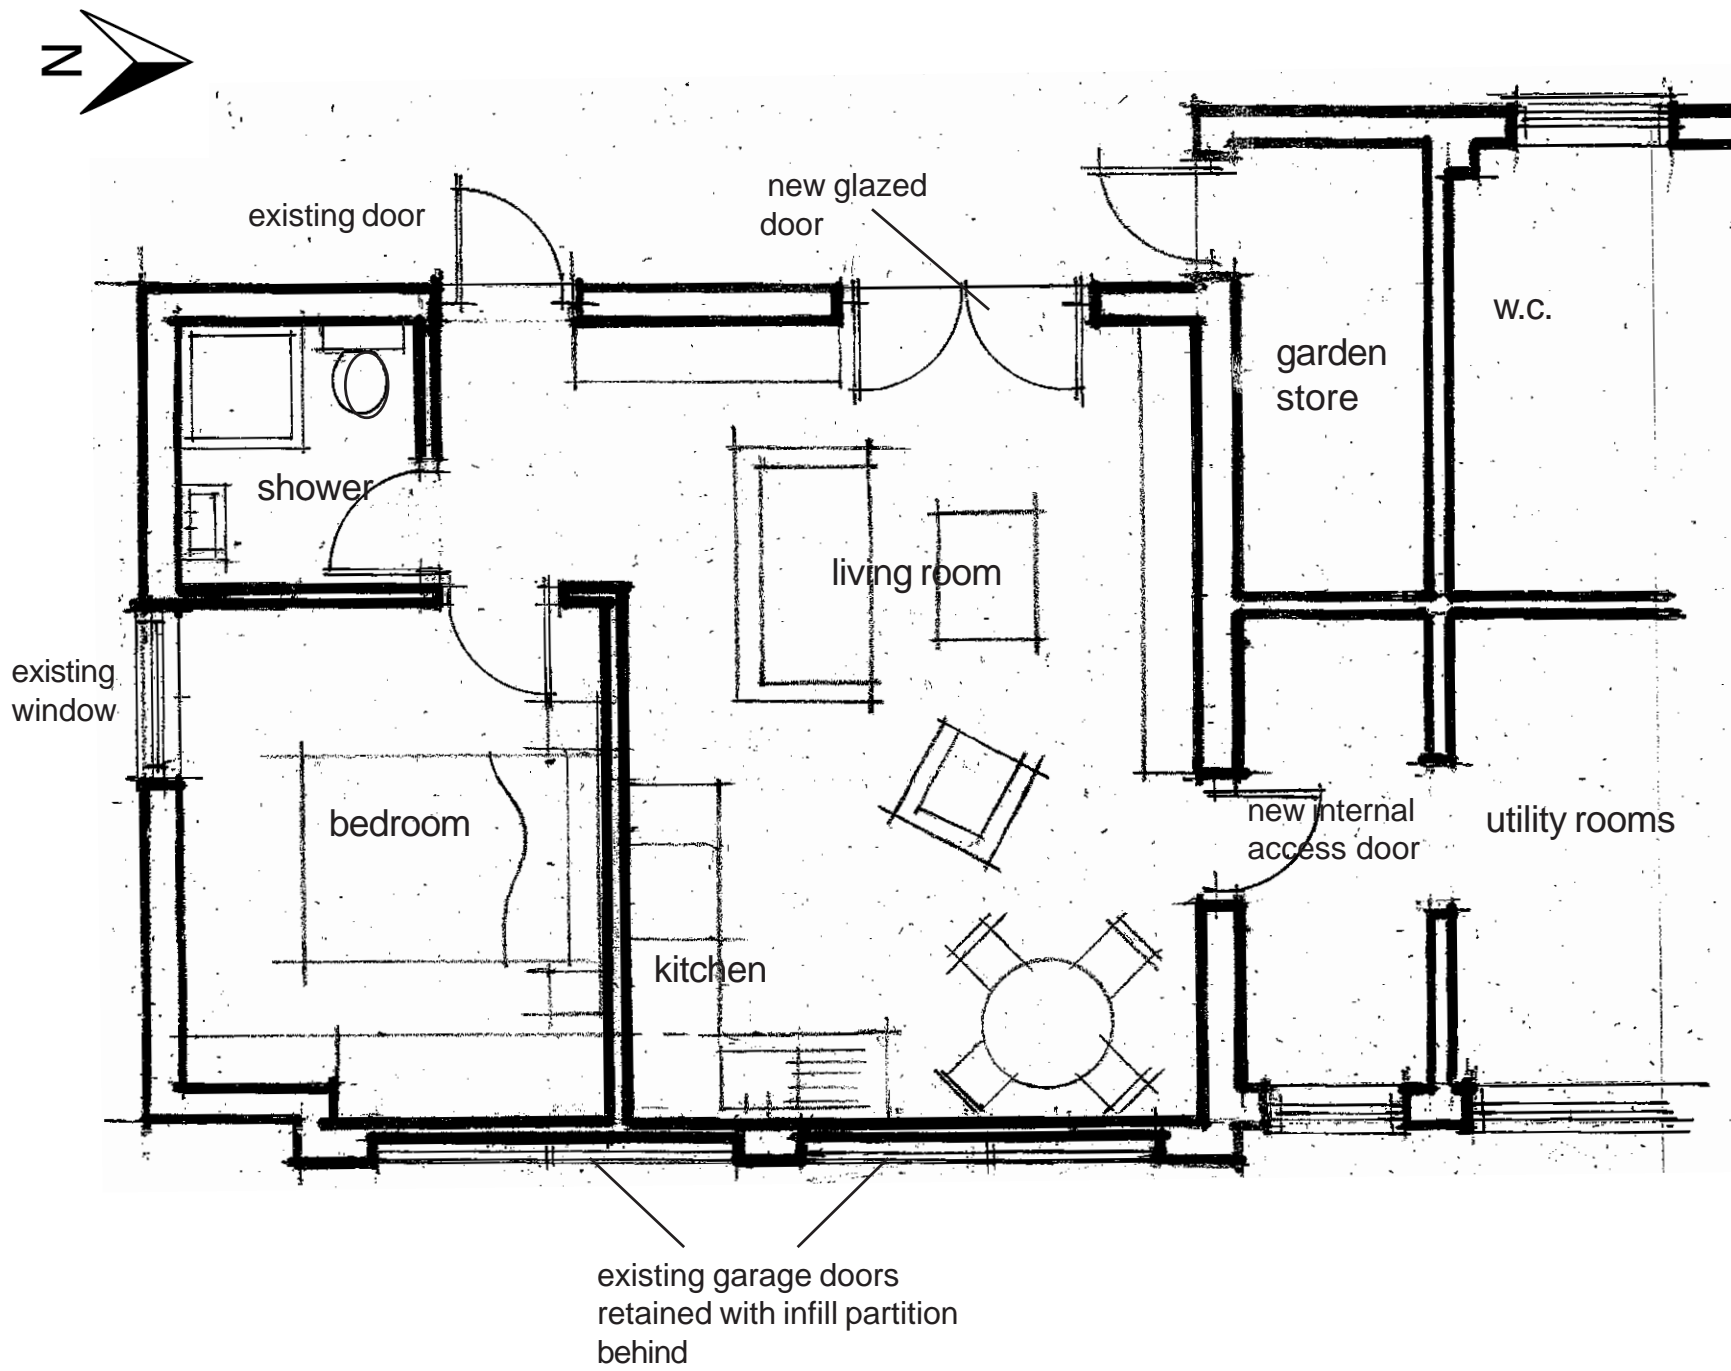 N
existing door
new glazed
door
w.c.
garden
store
shower
living room
existing
window
bedroom
new internal
access door
utility rooms
kitchen
existing garage doors
retained with infill partition
behind